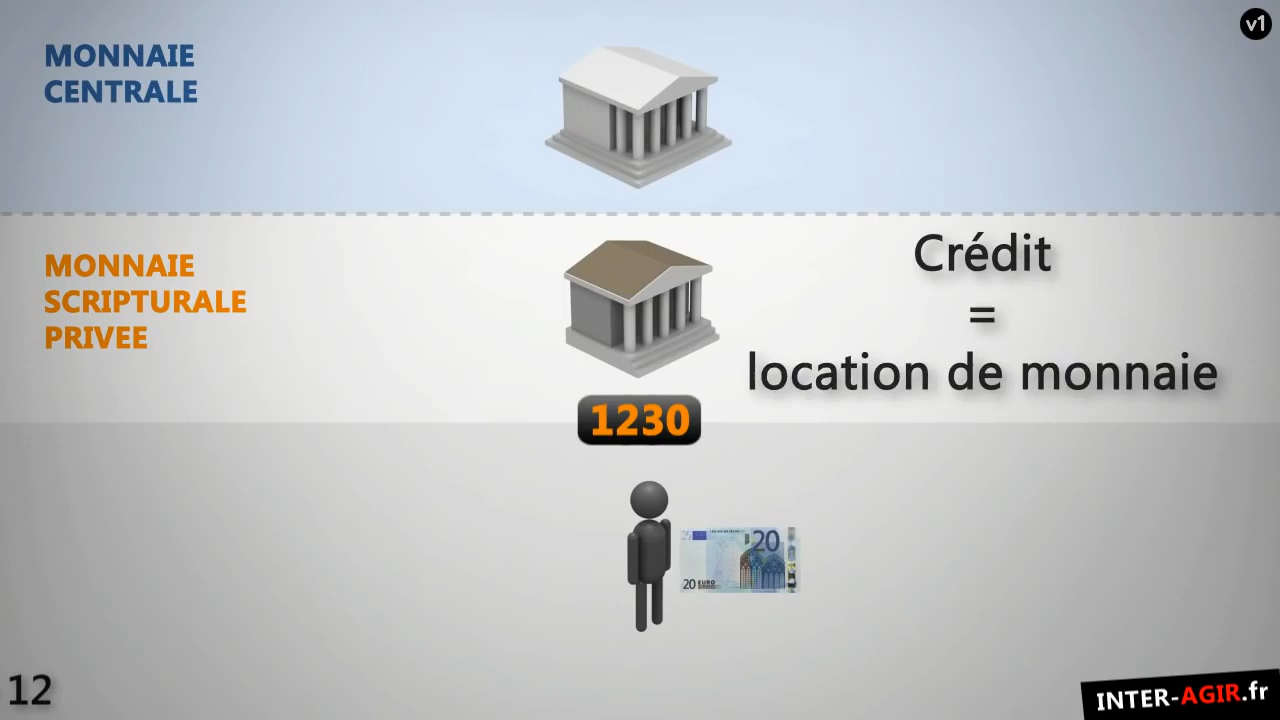 v1
MONNAIE
CENTRALE
MONNAIE
SCRIPTURALE
PRIVEE
Crédit
=
location de monnaie
1230
20
20 EURO
12
INTER-AGIR.fr